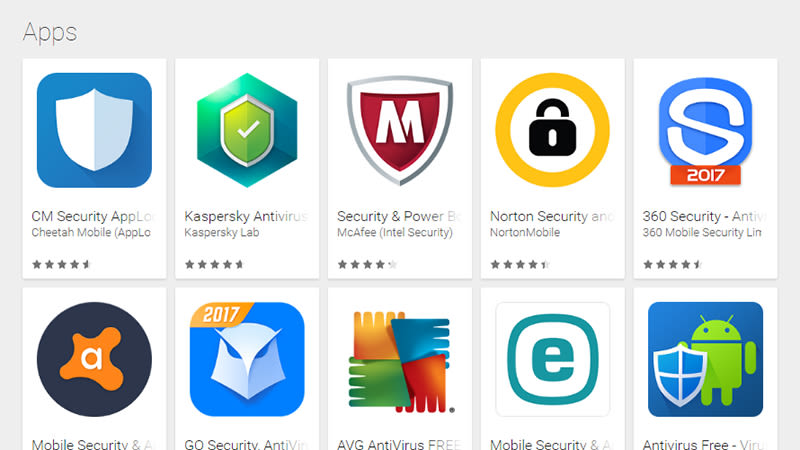 Apps
CM Security AppLo
Cheetah Mobile (AppLo
Kaspersky Antivirus
Kaspersky Lab
Security & Power B
McAfee (Intel Security)
Norton Security and
NortonMobile
2017
360 Security - Antiv
360 Mobile Security Lim
a
Mobile Security & A
2017
GO Security, AntiVir
AVG AntiVirus FREE
e
Mobile Security & A
Antivirus Free - Viru